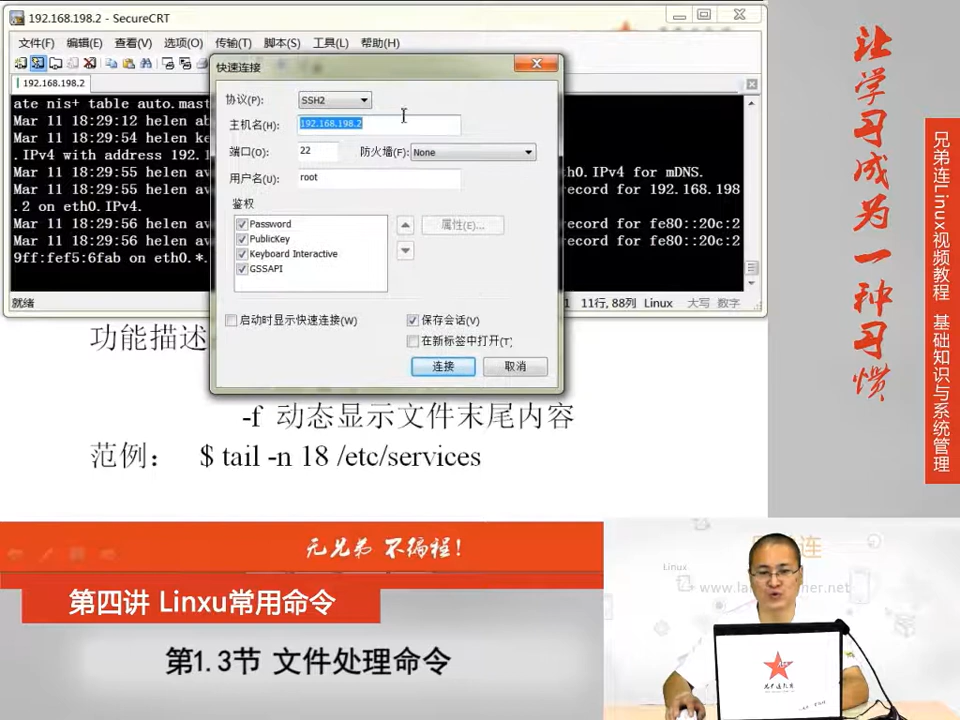 192.168.198.2 - SecureCRT
文件(F) 编辑(E) 查看(V) 选项(O) 传输(T) 脚本(S) 工具(L) 帮助(H)
192.168.198.2
ate nis+ table auto.mast
Mar 11 18:29:12 helen a
Mar 11 18:29:54 helen ke
.IPv4 with address 192.1
th0.IPv4 for mDNS.
Mar 11 18:29:55 helen av
Mar 11 18:29:55 helen av
record for 192.168.198
.2 on eth0.IPv4.
Mar 11 18:29:56 helen av
record for fe80::20c:2
Mar 11 18:29:56 helen av
record for fe80::20c:2
9ff:fef5:6fab on eth0.*.
就绪
11行, 88列 Linux 大写 数字
快速连接
协议(P): SSH2
主机名(H): 192.168.198.2
端口(O): 22 防火墙(F): None
用户名(U): root
鉴权
Password
PublicKey
Keyboard Interactive
GSSAPI
属性(E)...
启动时显示快速连接(W)
保存会话(V)
在新标签中打开(T)
连接 取消
功能描述
-f 动态显示文件末尾内容
范例： $ tail -n 18 /etc/services
让学习成为一种习惯
兄弟连Linux视频教程 基础知识与系统管理
无兄弟 不编程！
第四讲 Linxu常用命令
第1.3节 文件处理命令
Linux